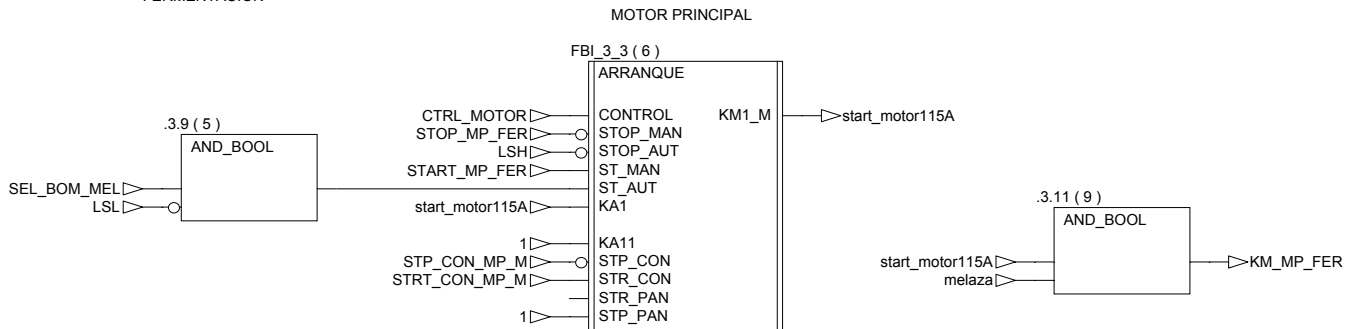 MOTOR PRINCIPAL
FBI_3_3 ( 6 )
ARRANQUE
CTRL_MOTOR CONTROL KM1_M start_motor115A
STOP_MP_FER STOP_MAN
LSH STOP_AUT
START_MP_FER ST_MAN
.3.9 ( 5 )
AND_BOOL
SEL_BOM_MEL ST_AUT
LSL
start_motor115A KA1
1 KA11
STP_CON_MP_M STP_CON
STRT_CON_MP_M STR_CON
STR_PAN
1 STP_PAN
.3.11 ( 9 )
AND_BOOL
start_motor115A KM_MP_FER
melaza